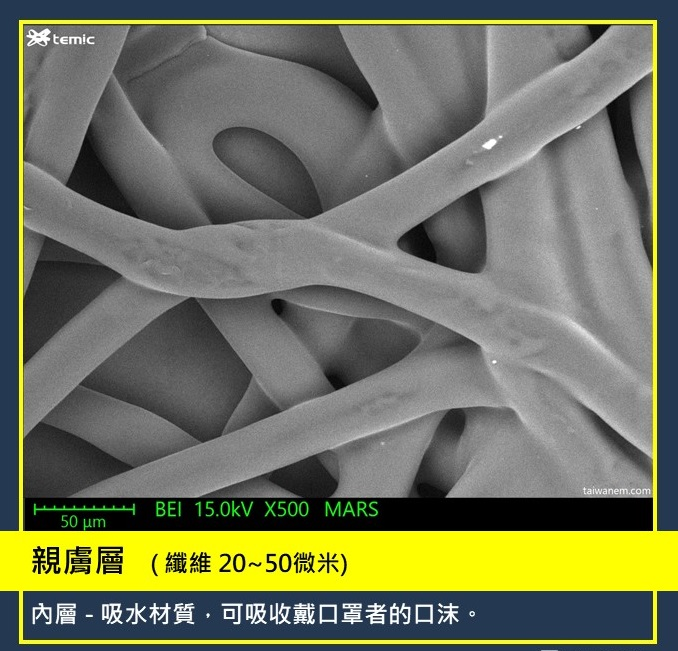 temic
taiwanem.com
50 µm
BEI 15.0kV X500 MARS
親膚層 ( 纖維 20~50微米)
內層 - 吸水材質，可吸收戴口罩者的口沫。